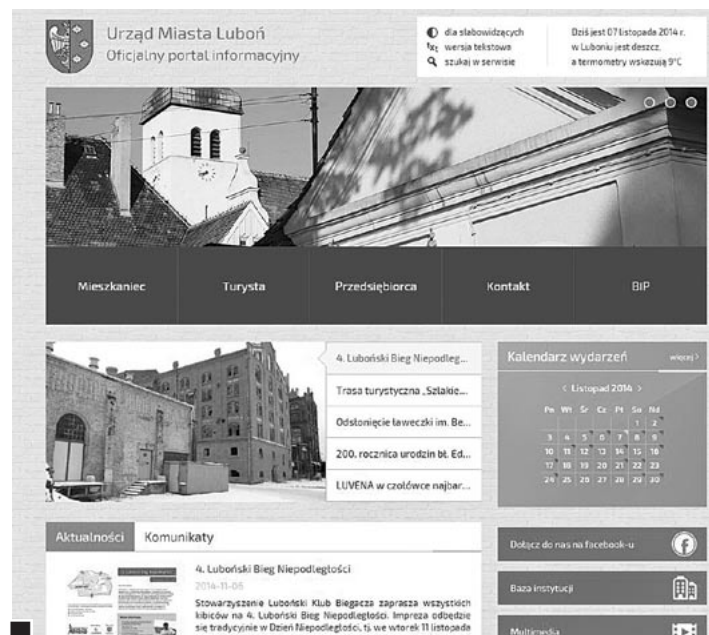 Urząd Miasta Luboń
Oficjalny portal informacyjny
dla słabowidzących
wersja tekstowa
szukaj w serwisie
Dziś jest 07 listopada 2014 r.
w Luboniu jest deszcz,
a termometry wskazują 9°C
Mieszkaniec Turysta Przedsiębiorca Kontakt BIP
4. Luboński Bieg Niepodleg...
Trasa turystyczna „Szlakie...
Odsłonięcie ławeczki im. Be...
200. rocznica urodzin bł. Ed...
LUVENA w czołówce najbar...
Kalendarz wydarzeń więcej >
< Listopad 2014 >
Pn Wt Śr Cz Pt So Nd
1 2
3 4 5 6 7 8 9
10 11 12 13 14 15 16
17 18 19 20 21 22 23
24 25 26 27 28 29 30
Aktualności Komunikaty
4. Luboński Bieg Niepodległości
2014-11-06
Stowarzyszenie Luboński Klub Biegacza zaprasza wszystkich
kibiców na 4. Luboński Bieg Niepodległości. Impreza odbędzie
się tradycyjnie w Dzień Niepodległości, tj. we wtorek 11 listopada
Dołącz do nas na facebook-u
Baza instytucji
Multimedia